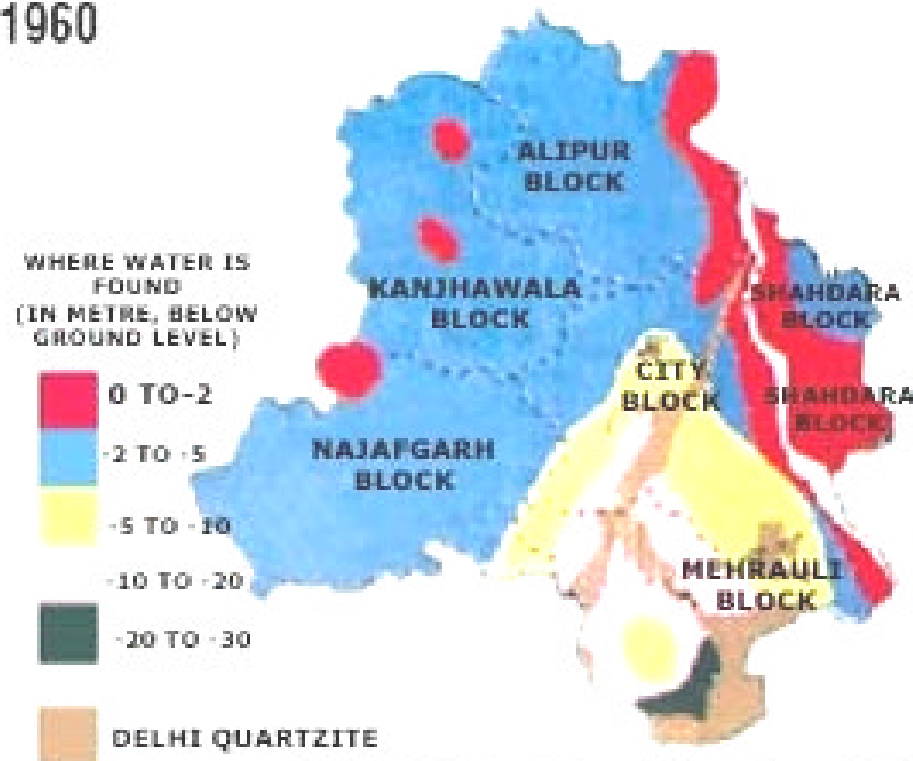 1960
ALIPUR
BLOCK
WHERE WATER IS
FOUND
(IN METRE, BELOW
GROUND LEVEL)
KANJHAWALA
BLOCK
SHAHDARA
BLOCK
CITY
BLOCK
SHAHDARA
BLOCK
0 TO-2
-2 TO -5
NAJAFGARH
BLOCK
-5 TO -10
-10 TO -20
MEHRAULI
BLOCK
-20 TO -30
DELHI QUARTZITE